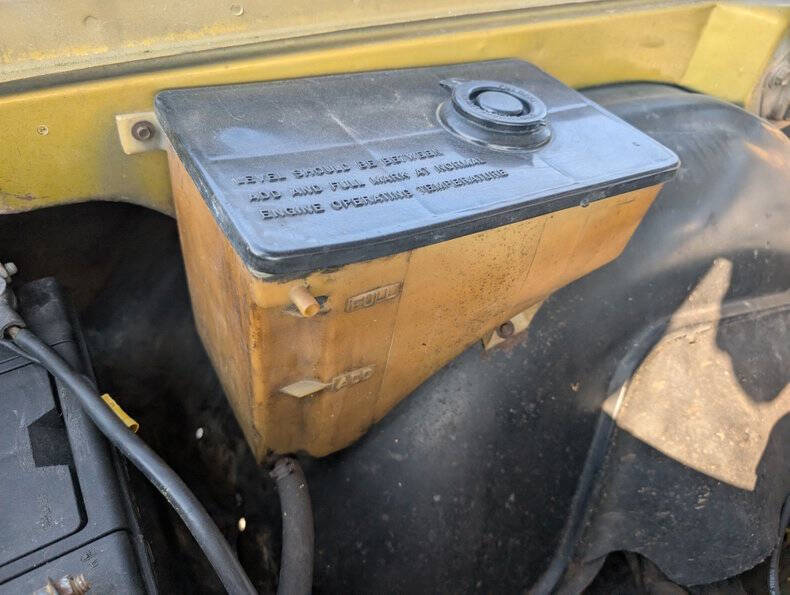 LEVEL SHOULD BE BETWEEN
ADD AND FULL MARK AT NORMAL
ENGINE OPERATING TEMPERATURE
FULL
ADD